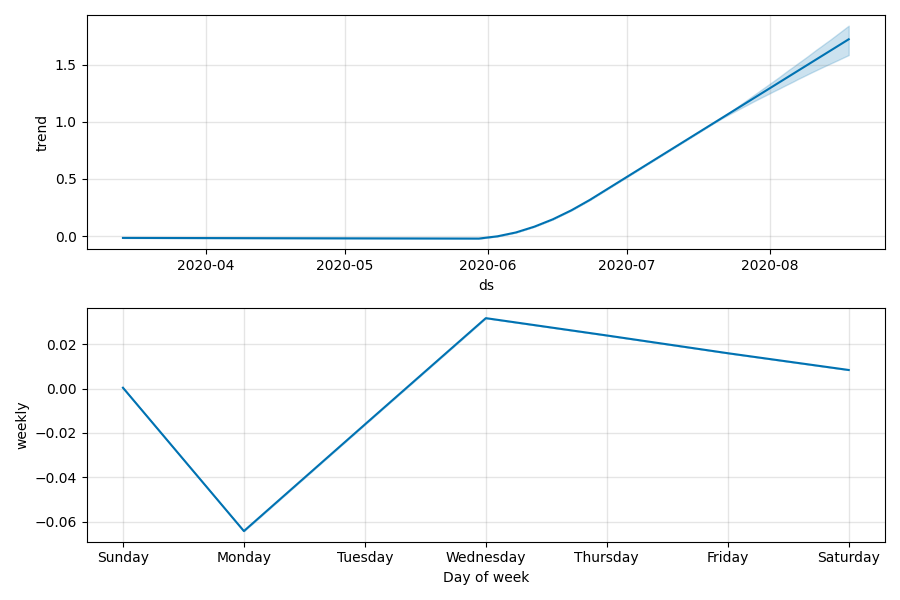 1.5
1.0
0.5
0.0
trend
2020-04 2020-05 2020-06 2020-07 2020-08
ds
0.02
0.00
−0.02
−0.04
−0.06
weekly
Sunday Monday Tuesday Wednesday Thursday Friday Saturday
Day of week